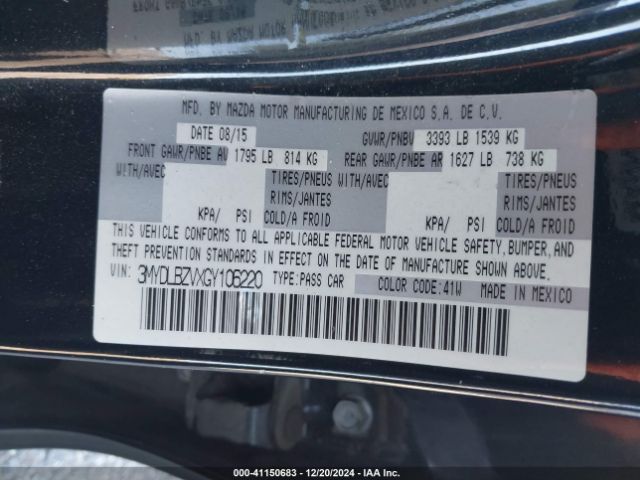 MFD. BY MAZDA MOTOR MANUFACTURING DE MEXICO S.A. DE C.V.
DATE 08/15 GVWR/PNBV 3393 LB 1539 KG
FRONT GAWR/PNBE AV 1795 LB 814 KG REAR GAWR/PNBE AR 1627 LB 738 KG
WITH/AVEC TIRES/PNEUS WITH/AVEC TIRES/PNEUS
RIMS/JANTES RIMS/JANTES
KPA/ PSI COLD/A FROID KPA/ PSI COLD/A FROID
THIS VEHICLE CONFORMS TO ALL APPLICABLE FEDERAL MOTOR VEHICLE SAFETY, BUMPER, AND
THEFT PREVENTION STANDARDS IN EFFECT ON THE DATE OF MANUFACTURE SHOWN ABOVE.
VIN: 3MYDLBZVXGY105220 TYPE:PASS CAR COLOR CODE:41W MADE IN MEXICO
000-41150683 | 12/20/2024 | IAA Inc.